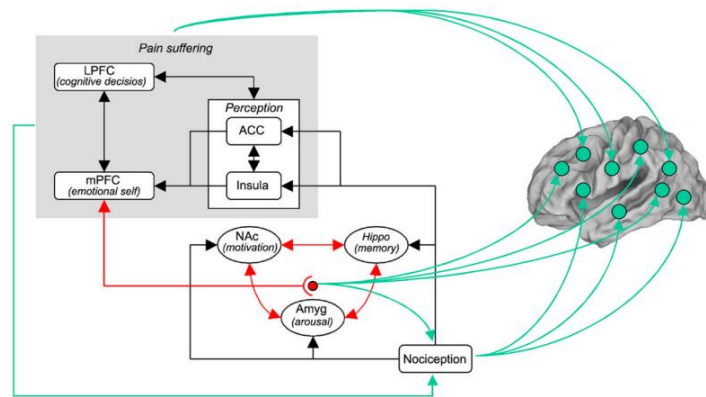 Pain suffering
LPFC
(cognitive decisios)
Perception
ACC
mPFC
(emotional self)
Insula
NAc
(motivation)
Hippo
(memory)
Amyg
(arousal)
Nociception